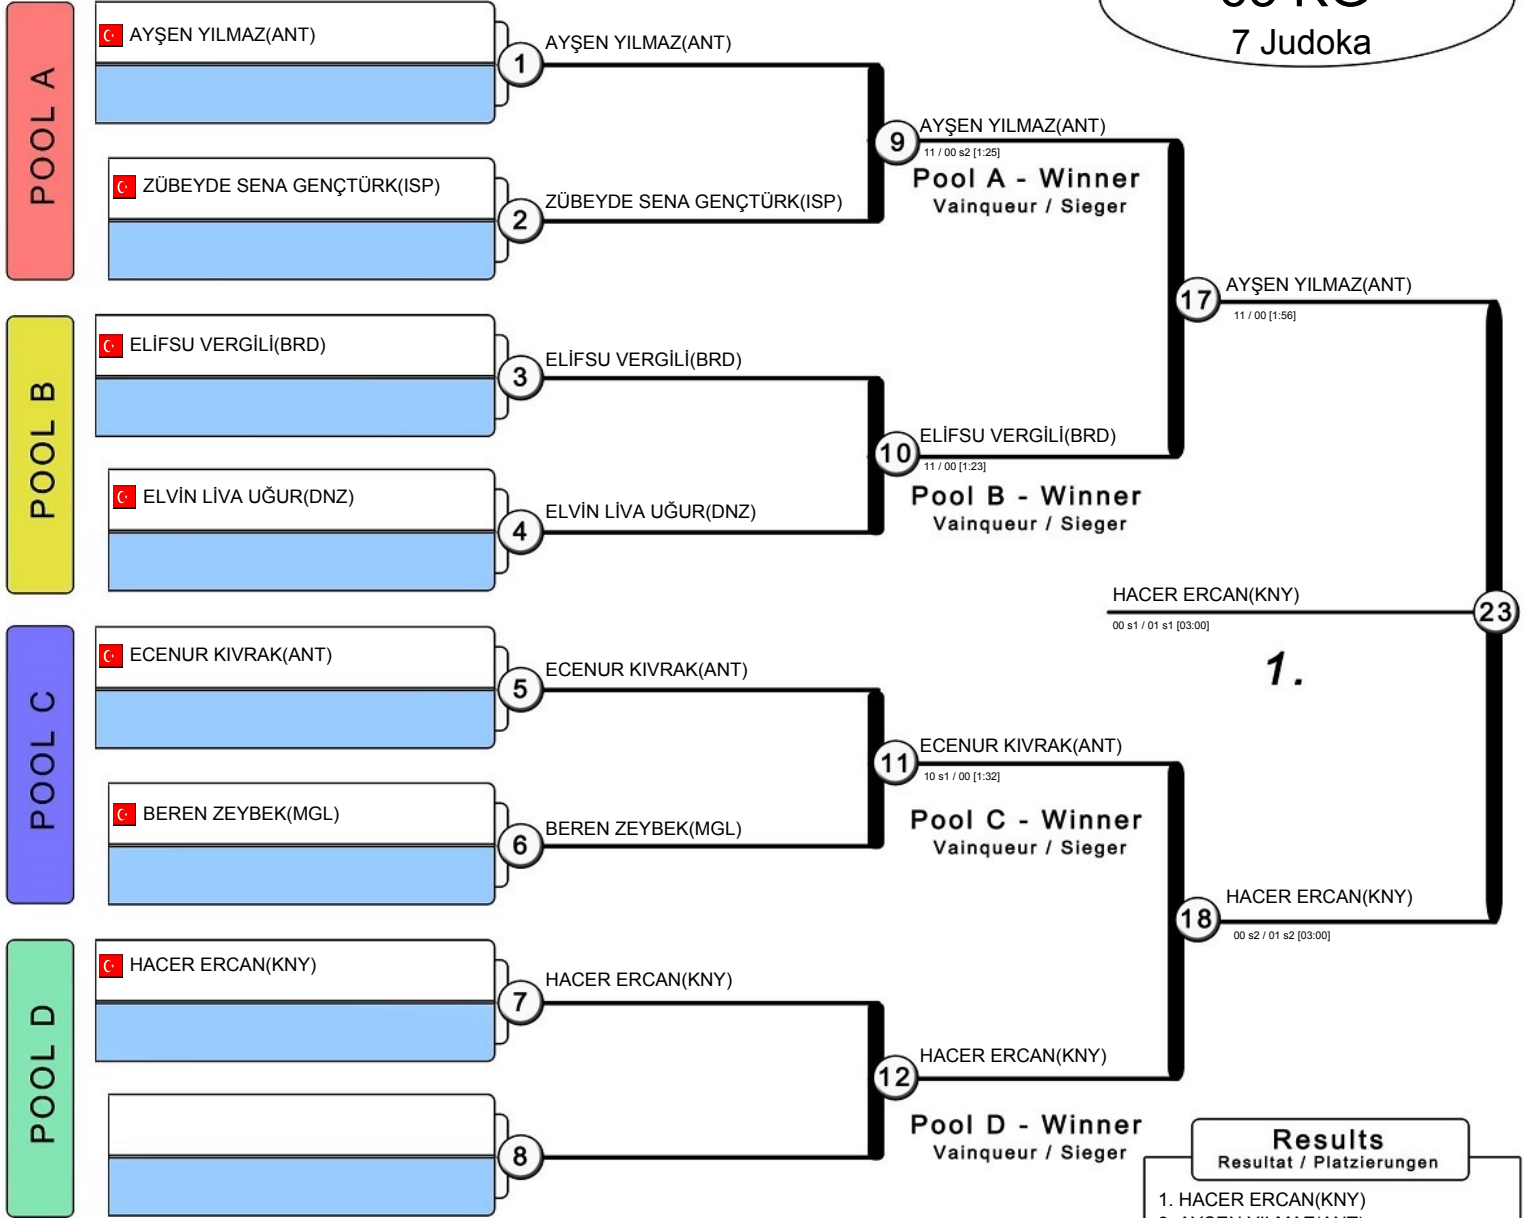 KG
7 Judoka
POOL A
AYŞEN YILMAZ(ANT)
1
AYŞEN YILMAZ(ANT)
ZÜBEYDE SENA GENÇTÜRK(ISP)
2
ZÜBEYDE SENA GENÇTÜRK(ISP)
9
AYŞEN YILMAZ(ANT)
11 / 00 s2 [1:25]
Pool A - Winner
Vainqueur / Sieger
POOL B
ELİFSU VERGİLİ(BRD)
3
ELİFSU VERGİLİ(BRD)
ELVİN LİVA UĞUR(DNZ)
4
ELVİN LİVA UĞUR(DNZ)
10
ELİFSU VERGİLİ(BRD)
11 / 00 [1:23]
Pool B - Winner
Vainqueur / Sieger
17
AYŞEN YILMAZ(ANT)
11 / 00 [1:56]
HACER ERCAN(KNY)
00 s1 / 01 s1 [03:00]
23
1.
POOL C
ECENUR KIVRAK(ANT)
5
ECENUR KIVRAK(ANT)
BEREN ZEYBEK(MGL)
6
BEREN ZEYBEK(MGL)
11
ECENUR KIVRAK(ANT)
10 s1 / 00 [1:32]
Pool C - Winner
Vainqueur / Sieger
18
HACER ERCAN(KNY)
00 s2 / 01 s2 [03:00]
POOL D
HACER ERCAN(KNY)
7
HACER ERCAN(KNY)
8
12
HACER ERCAN(KNY)
Pool D - Winner
Vainqueur / Sieger
Results
Resultat / Platzierungen
1. HACER ERCAN(KNY)
2. AYŞEN YILMAZ(ANT)